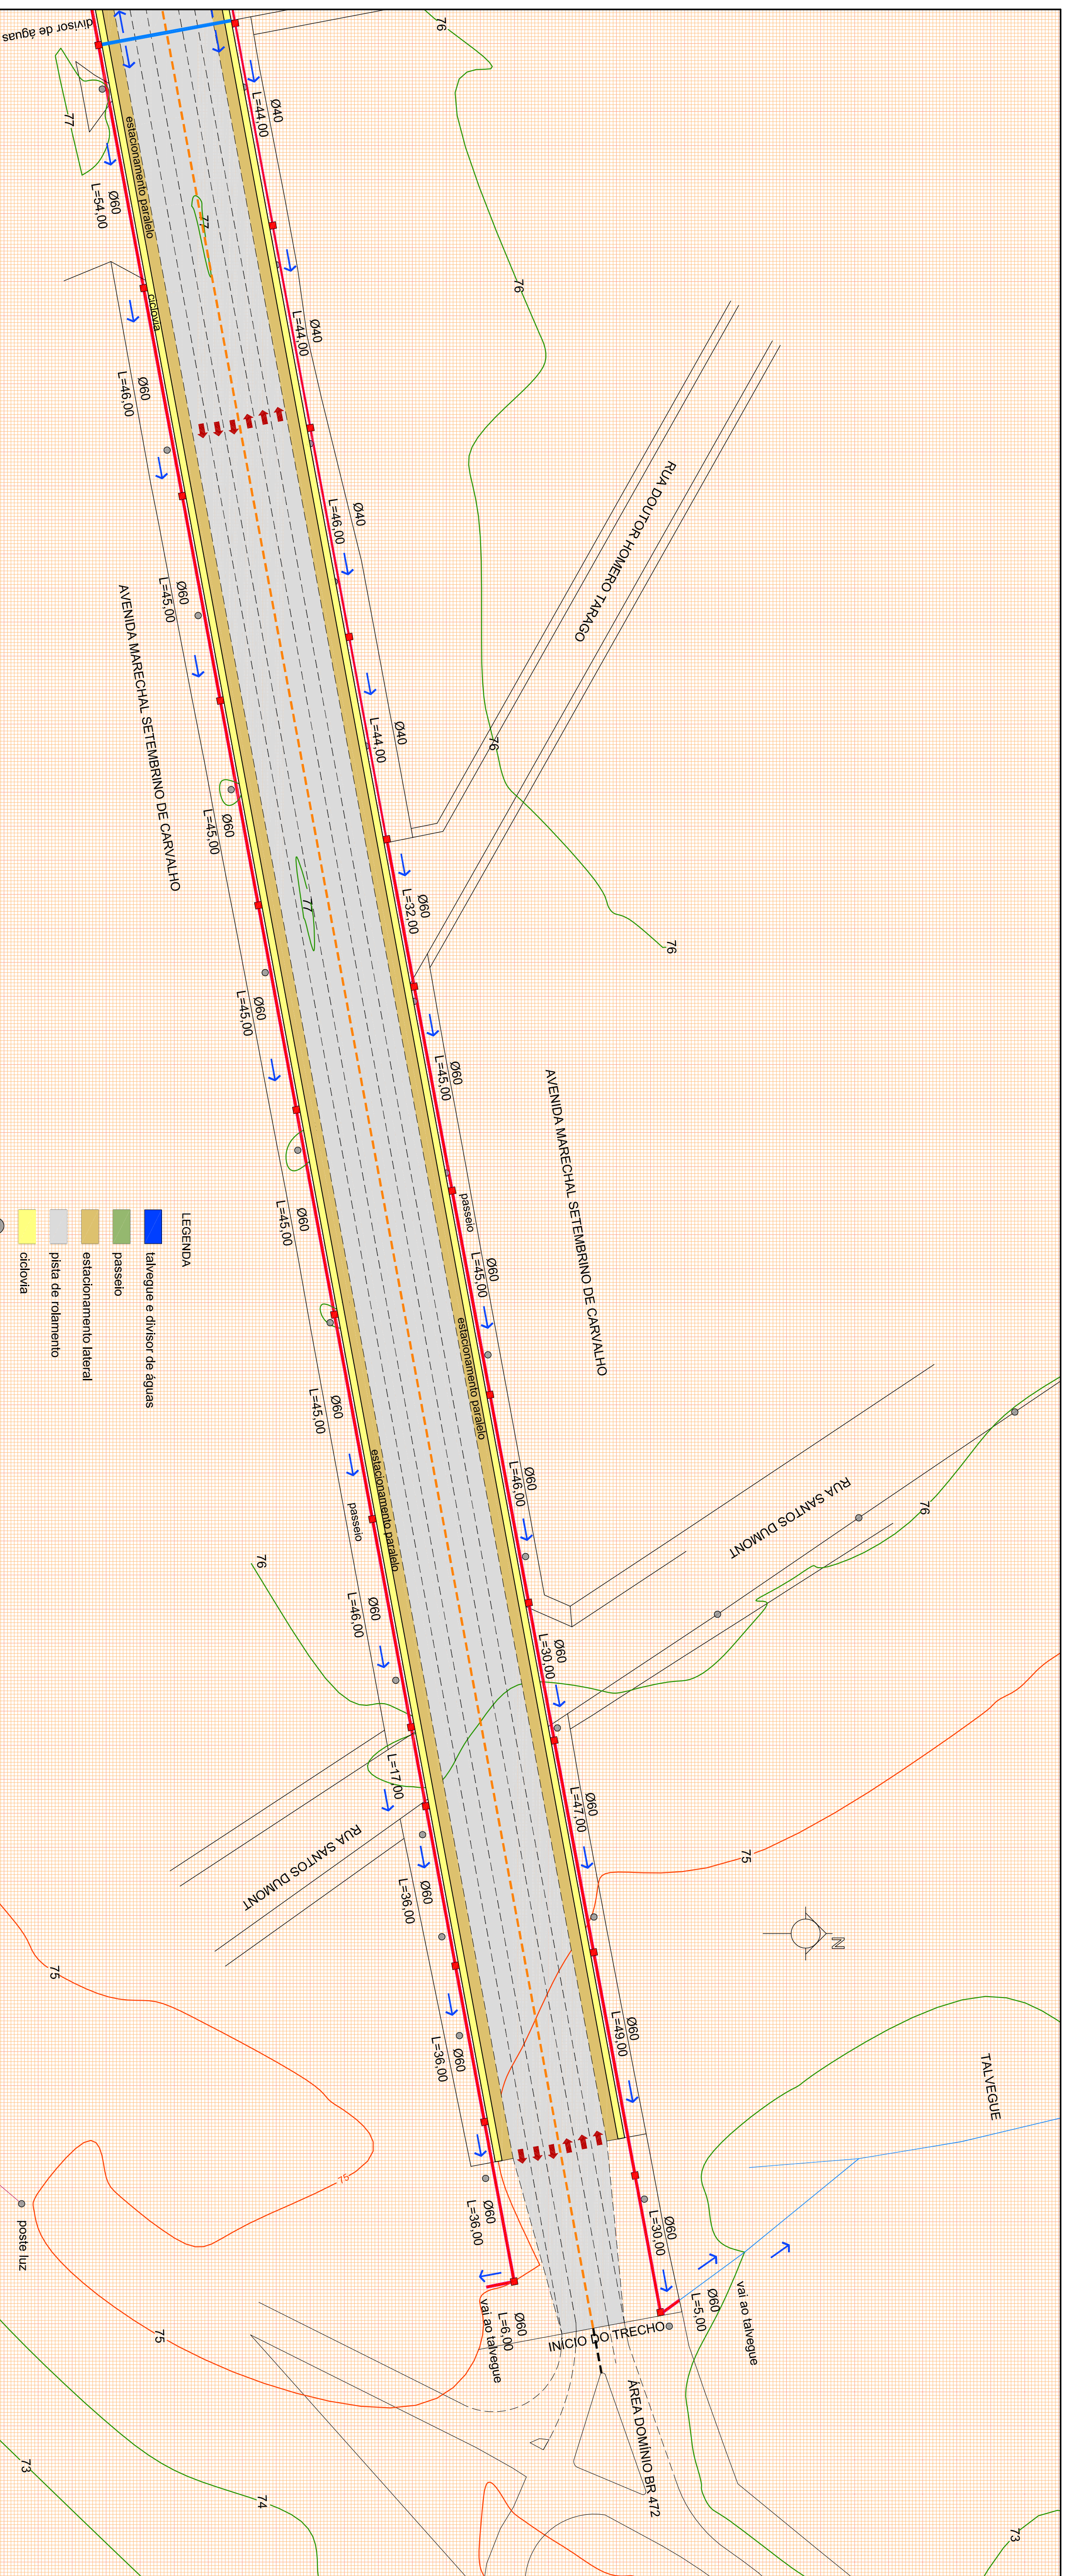 divisor de águas
76
77
Ø40
L=44,00
estacionamento paralelo
Ø60
L=54,00
77
76
ciclovia
Ø40
L=44,00
Ø60
L=46,00
RUA DOUTOR HOMERO TARAGO
Ø40
L=46,00
Ø60
L=45,00
AVENIDA MARECHAL SETEMBRINO DE CARVALHO
76
Ø40
L=44,00
Ø60
L=45,00
77
Ø60
L=32,00
76
Ø60
L=45,00
Ø60
L=45,00
AVENIDA MARECHAL SETEMBRINO DE CARVALHO
passeio
Ø60
L=45,00
Ø60
L=45,00
estacionamento paralelo
LEGENDA
talvegue e divisor de águas
passeio
estacionamento lateral
pista de rolamento
ciclovia
Ø60
L=45,00
estacionamento paralelo
passeio
Ø60
L=46,00
RUA SANTOS DUMONT
76
76
Ø60
L=46,00
Ø60
L=30,00
L=17,00
RUA SANTOS DUMONT
Ø60
L=47,00
75
N
Ø60
L=36,00
75
Ø60
L=49,00
Ø60
L=36,00
TALVEGUE
75
poste luz
Ø60
L=36,00
Ø60
L=30,00
Ø60
L=5,00
vai ao talvegue
Ø60
L=6,00
vai ao talvegue
INÍCIO DO TRECHO
75
ÁREA DOMÍNIO BR 472
73
74
73